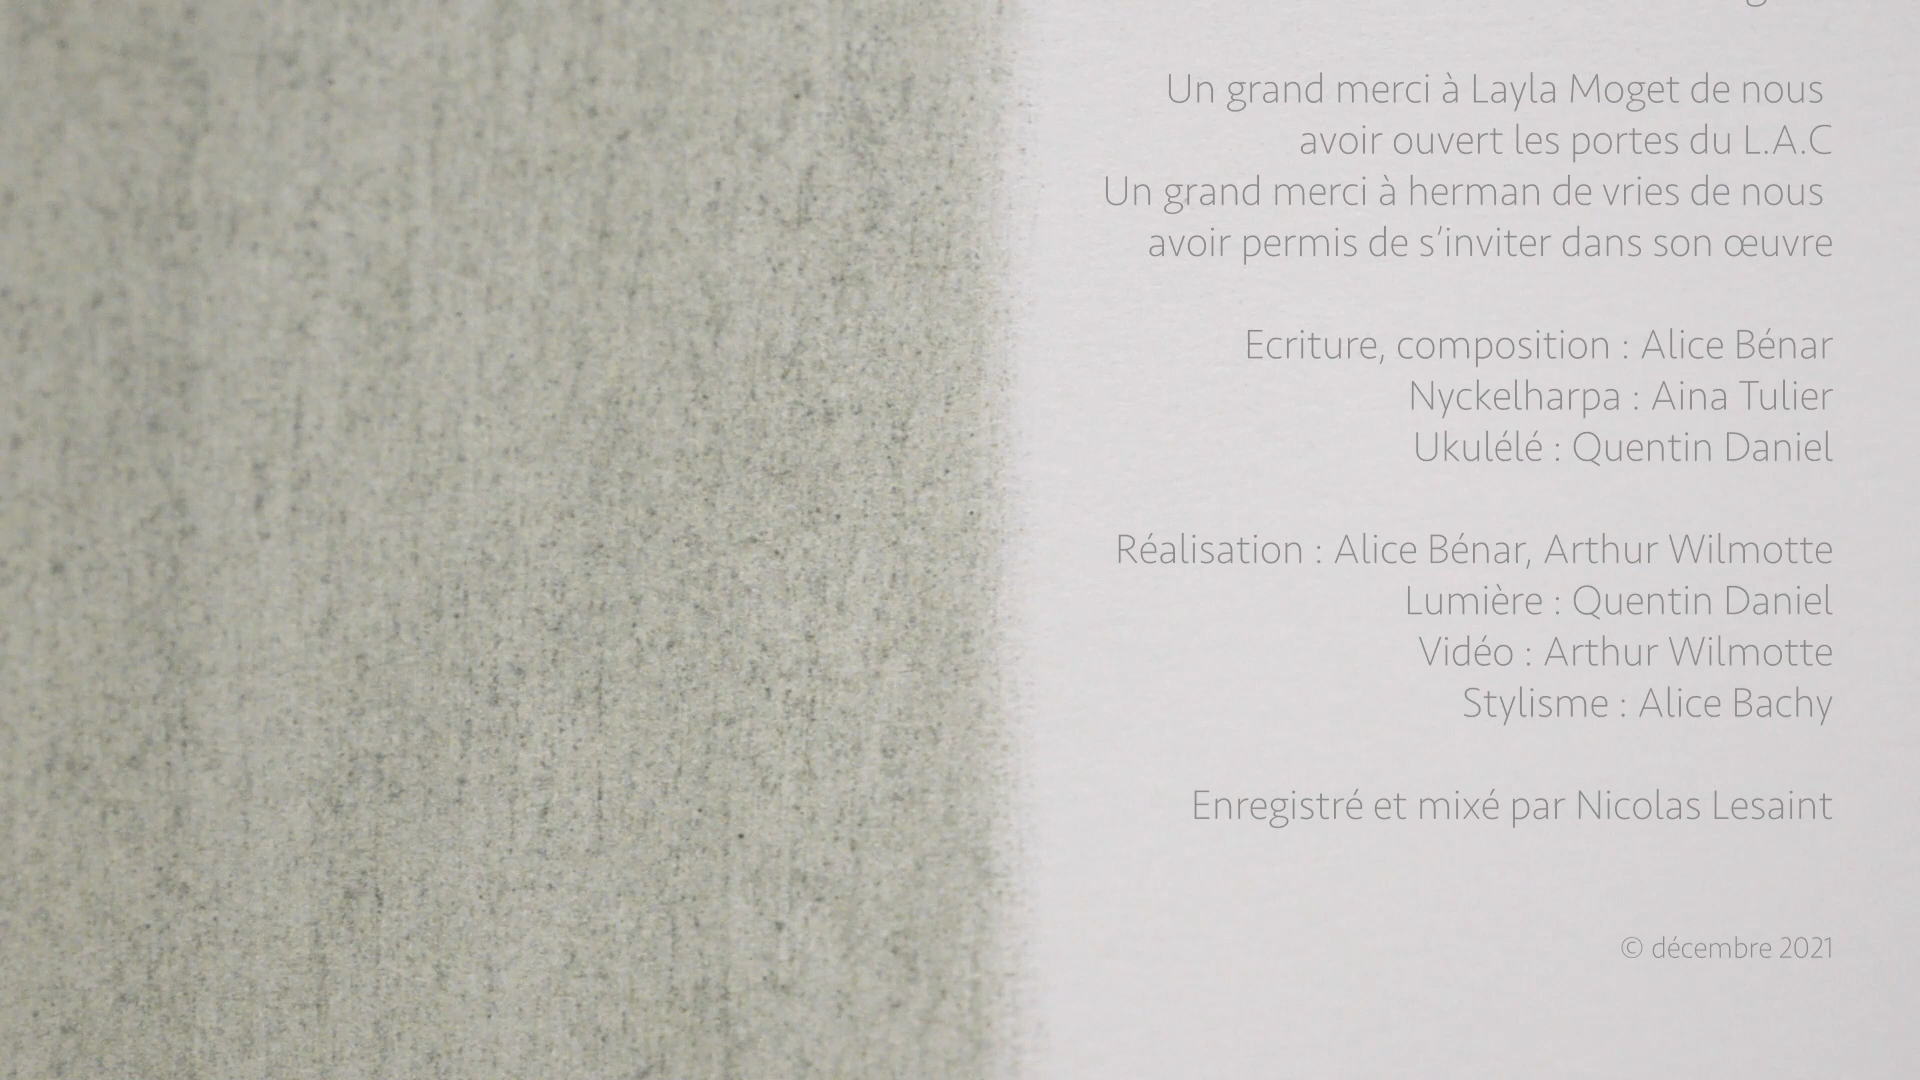 Un grand merci à Layla Moget de nous
avoir ouvert les portes du L.A.C
Un grand merci à herman de vries de nous
avoir permis de s’inviter dans son œuvre
Ecriture, composition : Alice Bénar
Nyckelharpa : Aina Tulier
Ukulélé : Quentin Daniel
Réalisation : Alice Bénar, Arthur Wilmotte
Lumière : Quentin Daniel
Vidéo : Arthur Wilmotte
Stylisme : Alice Bachy
Enregistré et mixé par Nicolas Lesaint
© décembre 2021